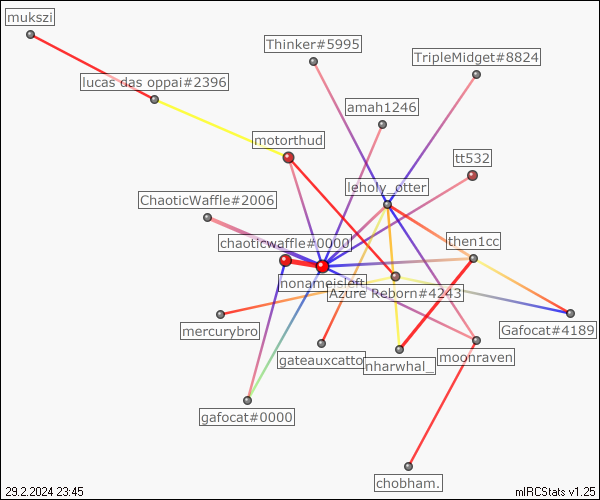 mukszi
Thinker#5995
TripleMidget#8824
lucas das oppai#2396
amah1246
motorthud
tt532
leholy_otter
ChaoticWaffle#2006
chaoticwaffle#0000
then1cc
nonameisleft
Azure Reborn#4243
mercurybro
Gafocat#4189
gateauxcatto
nharwhal_
moonraven
gafocat#0000
chobham.
29.2.2024 23:45
mIRCStats v1.25